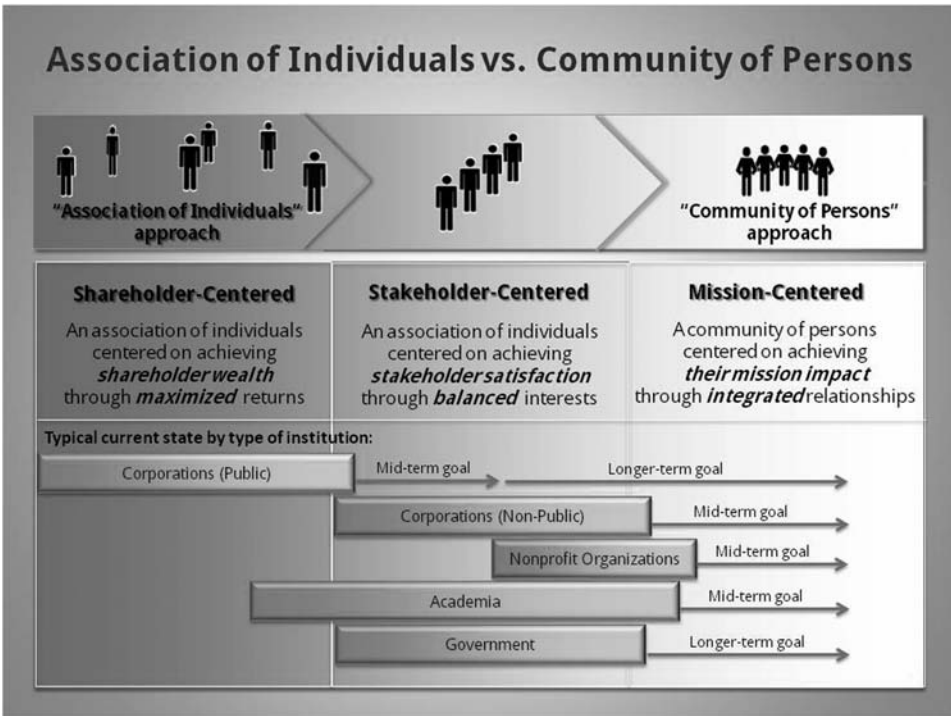 Association of Individuals vs. Community of Persons
"Association of Individuals"
approach
"Community of Persons"
approach
Shareholder-Centered
An association of individuals
centered on achieving
shareholder wealth
through maximized returns
Stakeholder-Centered
An association of individuals
centered on achieving
stakeholder satisfaction
through balanced interests
Mission-Centered
A community of persons
centered on achieving
their mission impact
through integrated relationships
Typical current state by type of institution:
Corporations (Public)
Mid-term goal
Longer-term goal
Corporations (Non-Public)
Mid-term goal
Nonprofit Organizations
Mid-term goal
Academia
Mid-term goal
Government
Longer-term goal